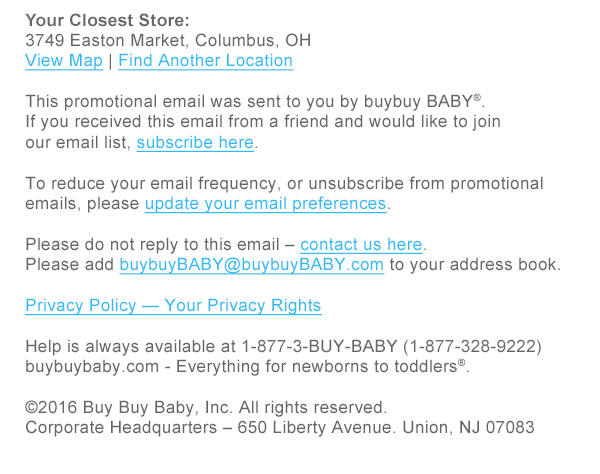 Your Closest Store:
3749 Easton Market, Columbus, OH
View Map | Find Another Location
This promotional email was sent to you by buybuy BABY®.
If you received this email from a friend and would like to join
our email list, subscribe here.
To reduce your email frequency, or unsubscribe from promotional
emails, please update your email preferences.
Please do not reply to this email – contact us here.
Please add buybuyBABY@buybuyBABY.com to your address book.
Privacy Policy — Your Privacy Rights
Help is always available at 1-877-3-BUY-BABY (1-877-328-9222)
buybuybaby.com - Everything for newborns to toddlers®.
©2016 Buy Buy Baby, Inc. All rights reserved.
Corporate Headquarters – 650 Liberty Avenue. Union, NJ 07083